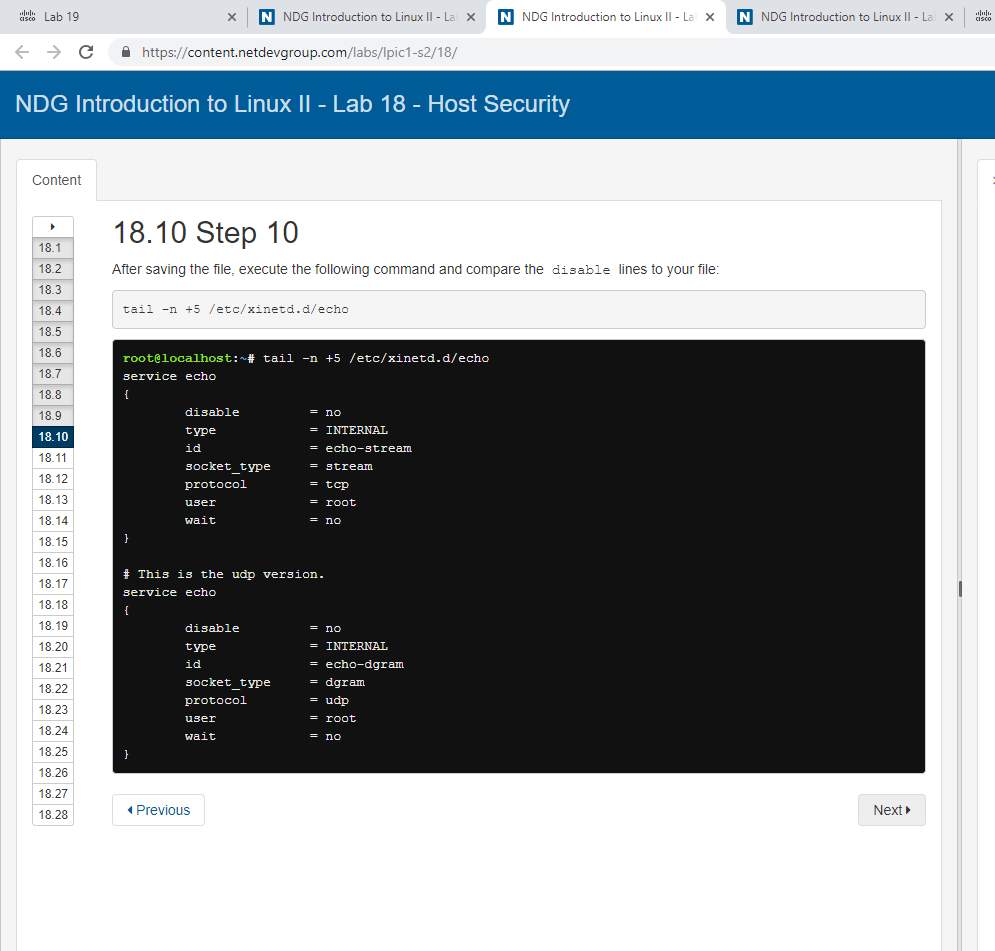 Lab 19
NDG Introduction to Linux II - La
NDG Introduction to Linux II - La
NDG Introduction to Linux II - La
https://content.netdevgroup.com/labs/lpic1-s2/18/
NDG Introduction to Linux II - Lab 18 - Host Security
Content
18.1
18.2
18.3
18.4
18.5
18.6
18.7
18.8
18.9
18.10
18.11
18.12
18.13
18.14
18.15
18.16
18.17
18.18
18.19
18.20
18.21
18.22
18.23
18.24
18.25
18.26
18.27
18.28
18.10 Step 10
After saving the file, execute the following command and compare the disable lines to your file:
tail -n +5 /etc/xinetd.d/echo
root@localhost:~# tail -n +5 /etc/xinetd.d/echo
service echo
{
disable = no
type = INTERNAL
id = echo-stream
socket_type = stream
protocol = tcp
user = root
wait = no
}
# This is the udp version.
service echo
{
disable = no
type = INTERNAL
id = echo-dgram
socket_type = dgram
protocol = udp
user = root
wait = no
}
Previous
Next